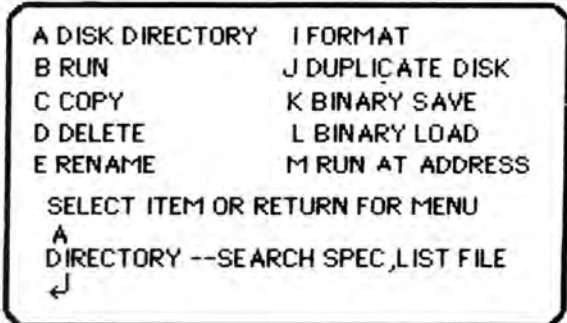 A DISK DIRECTORY I FORMAT
B RUN J DUPLICATE DISK
C COPY K BINARY SAVE
D DELETE L BINARY LOAD
E RENAME M RUN AT ADDRESS
SELECT ITEM OR RETURN FOR MENU
A
DIRECTORY --SEARCH SPEC,LIST FILE
↲